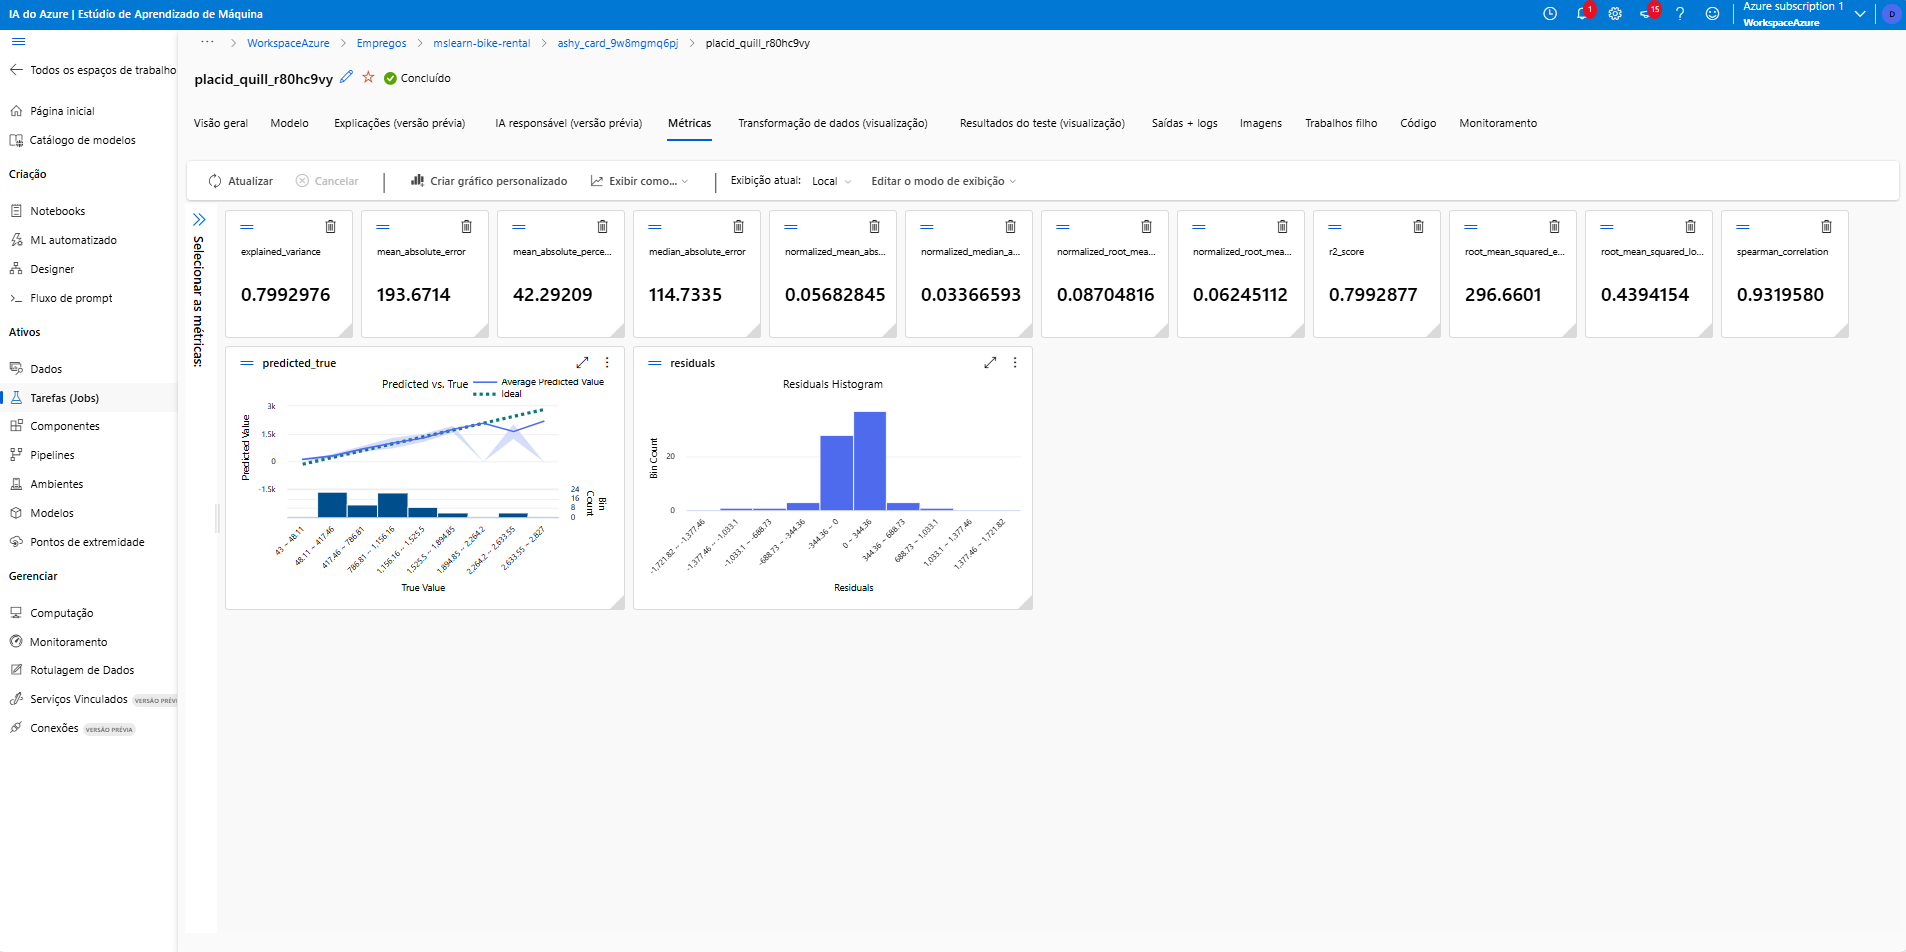 IA do Azure | Estúdio de Aprendizado de Máquina
1
15
Azure subscription 1
WorkspaceAzure
D
Todos os espaços de trabalho
Página inicial
Catálogo de modelos
Criação
Notebooks
ML automatizado
Designer
Fluxo de prompt
Ativos
Dados
Tarefas (Jobs)
Componentes
Pipelines
Ambientes
Modelos
Pontos de extremidade
Gerenciar
Computação
Monitoramento
Rotulagem de Dados
Serviços Vinculados VERSÃO PRÉVI
Conexões VERSÃO PRÉVIA
... > WorkspaceAzure > Empregos > mslearn-bike-rental > ashy_card_9w8mgmq6pj > placid_quill_r80hc9vy
placid_quill_r80hc9vy Concluído
Visão geral Modelo Explicações (versão prévia) IA responsável (versão prévia) Métricas Transformação de dados (visualização) Resultados do teste (visualização) Saídas + logs Imagens Trabalhos filho Código Monitoramento
Atualizar Cancelar Criar gráfico personalizado Exibir como... Exibição atual: Local Editar o modo de exibição
Selecionar as métricas:
explained_variance
0.7992976
mean_absolute_error
193.6714
mean_absolute_perce...
42.29209
median_absolute_error
114.7335
normalized_mean_abs...
0.05682845
normalized_median_a...
0.03366593
normalized_root_mea...
0.08704816
normalized_root_mea...
0.06245112
r2_score
0.7992877
root_mean_squared_e...
296.6601
root_mean_squared_lo...
0.4394154
spearman_correlation
0.9319580
predicted_true
Predicted vs. True
Average Predicted Value
Ideal
Predicted Value
3k
1.5k
0
−1.5k
24
16
8
0
Bin
Count
43 – 48.11
48.11 – 417.46
417.46 – 786.81
786.81 – 1,156.16
1,156.16 – 1,525.5
1,525.5 – 1,894.85
1,894.85 – 2,264.2
2,264.2 – 2,633.55
2,633.55 – 2,827
True Value
residuals
Residuals Histogram
Bin Count
20
0
-1,721.82 – -1,377.46
-1,377.46 – -1,033.1
-1,033.1 – -688.73
-688.73 – -344.36
-344.36 – 0
0 – 344.36
344.36 – 688.73
688.73 – 1,033.1
1,033.1 – 1,377.46
1,377.46 – 1,721.82
Residuals